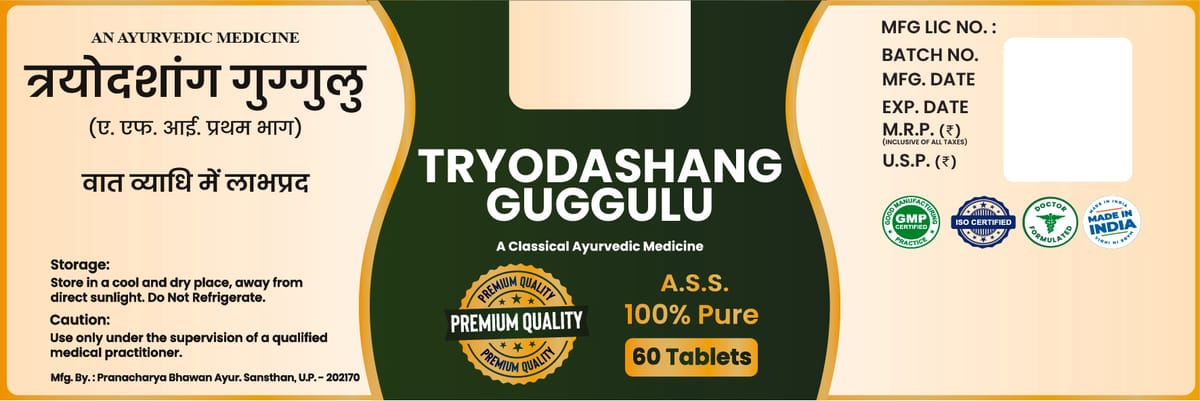 AN AYURVEDIC MEDICINE
त्रयोदशांग गुग्गुलु
(ए. एफ. आई. प्रथम भाग)
वात व्याधि में लाभप्रद
Storage:
Store in a cool and dry place, away from
direct sunlight. Do Not Refrigerate.
Caution:
Use only under the supervision of a qualified
medical practitioner.
Mfg. By. : Pranacharya Bhawan Ayur. Sansthan, U.P. - 202170
TRYODASHANG
GUGGULU
A Classical Ayurvedic Medicine
PREMIUM QUALITY
PREMIUM QUALITY
PREMIUM QUALITY
A.S.S.
100% Pure
60 Tablets
MFG LIC NO. :
BATCH NO.
MFG. DATE
EXP. DATE
M.R.P. (₹)
(INCLUSIVE OF ALL TAXES)
U.S.P. (₹)
GOOD MANUFACTURING
GMP
CERTIFIED
PRACTICE
ISO CERTIFIED
DOCTOR
FORMULATED
MADE IN INDIA
MADE IN
INDIA